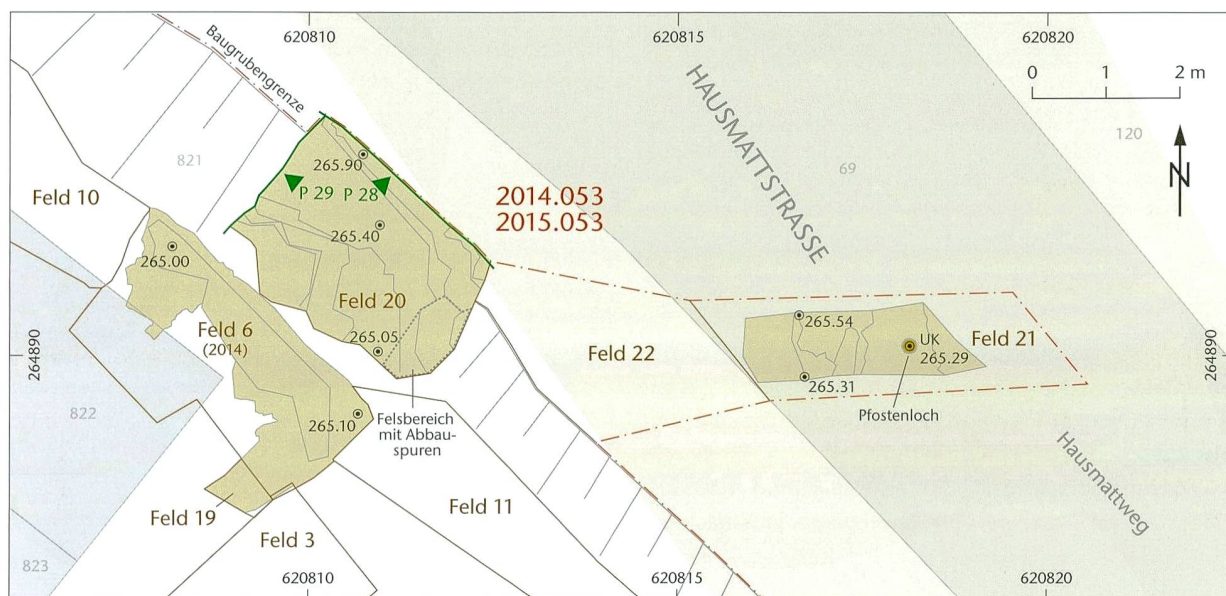 620810
620815
620820
Baugrubengrenze
HAUSMATTSTRASSE
0 1 2 m
120
N
821
69
265.90
P 29 P 28
Feld 10
2014.053
2015.053
265.40
265.00
Feld 20
265.54
Feld 6
(2014)
265.05
Feld 22
UK
265.29
Feld 21
264890
264890
265.31
822
265.10
Felsbereich
mit Abbau-
spuren
Pfostenloch
Hausmattweg
Feld 19
Feld 11
Feld 3
823
620810
620815
620820